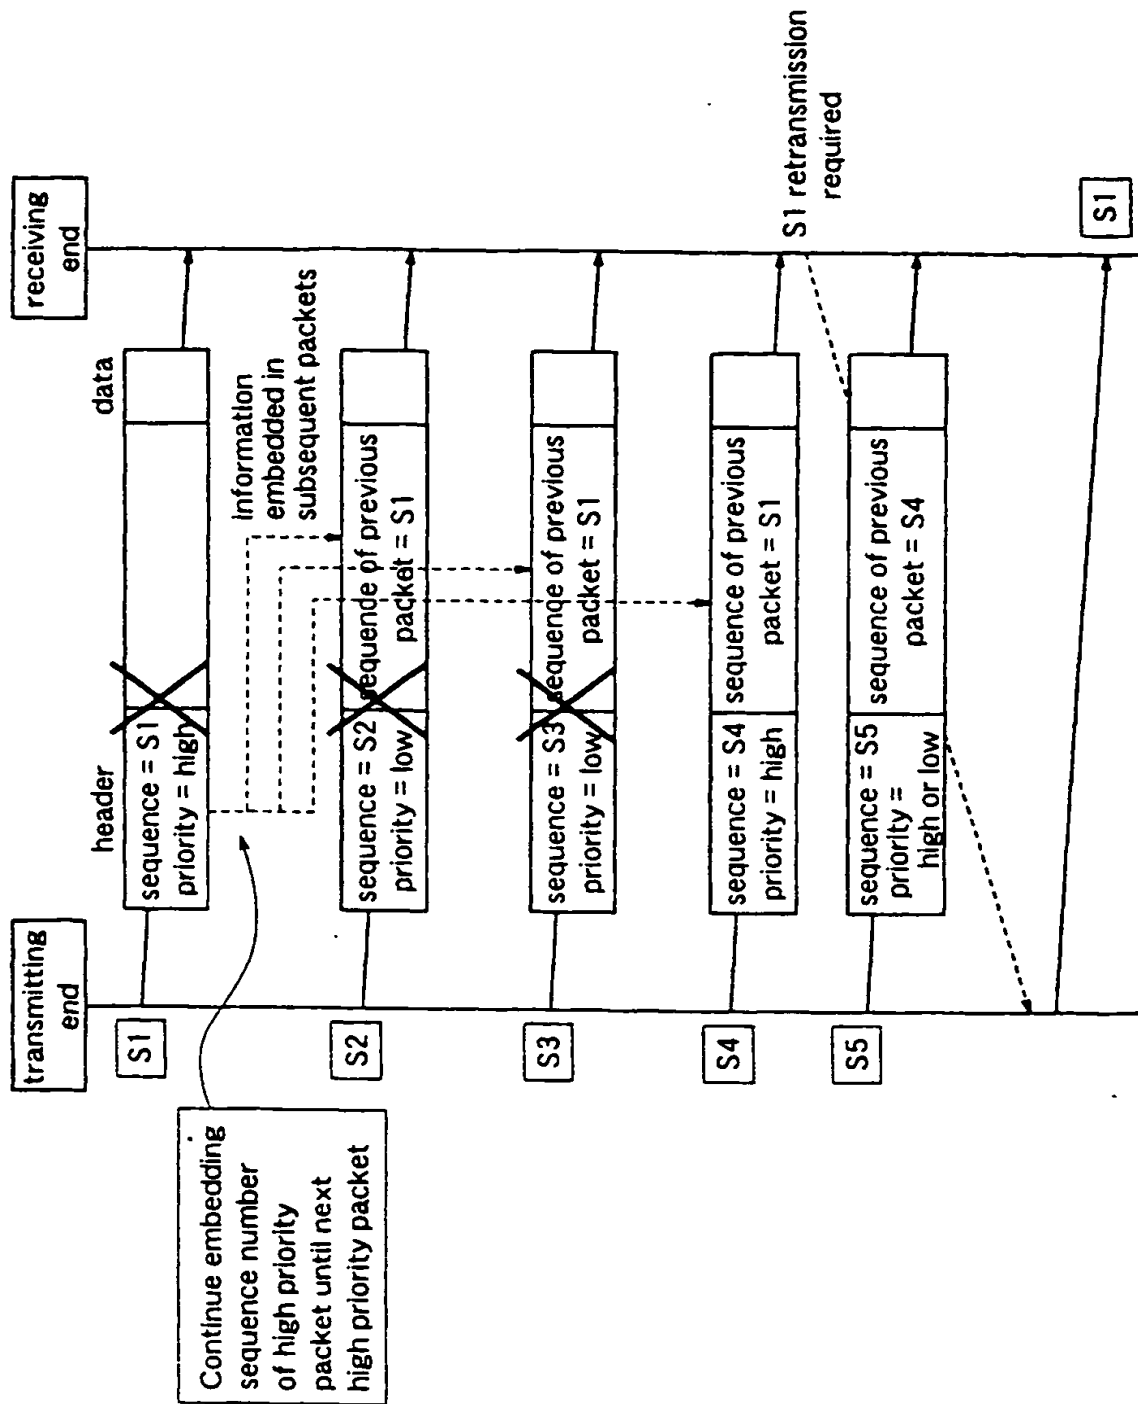 transmitting
end
receiving
end
header
data
S1
sequence = S1
priority = high
Information
embedded in
subsequent packets
Continue embedding
sequence number
of high priority
packet until next
high priority packet
S2
sequence = S2
priority = low
sequence of previous
packet = S1
S3
sequence = S3
priority = low
sequence of previous
packet = S1
S4
sequence = S4
priority = high
sequence of previous
packet = S1
S1 retransmission
required
S5
sequence = S5
priority =
high or low
sequence of previous
packet = S4
S1